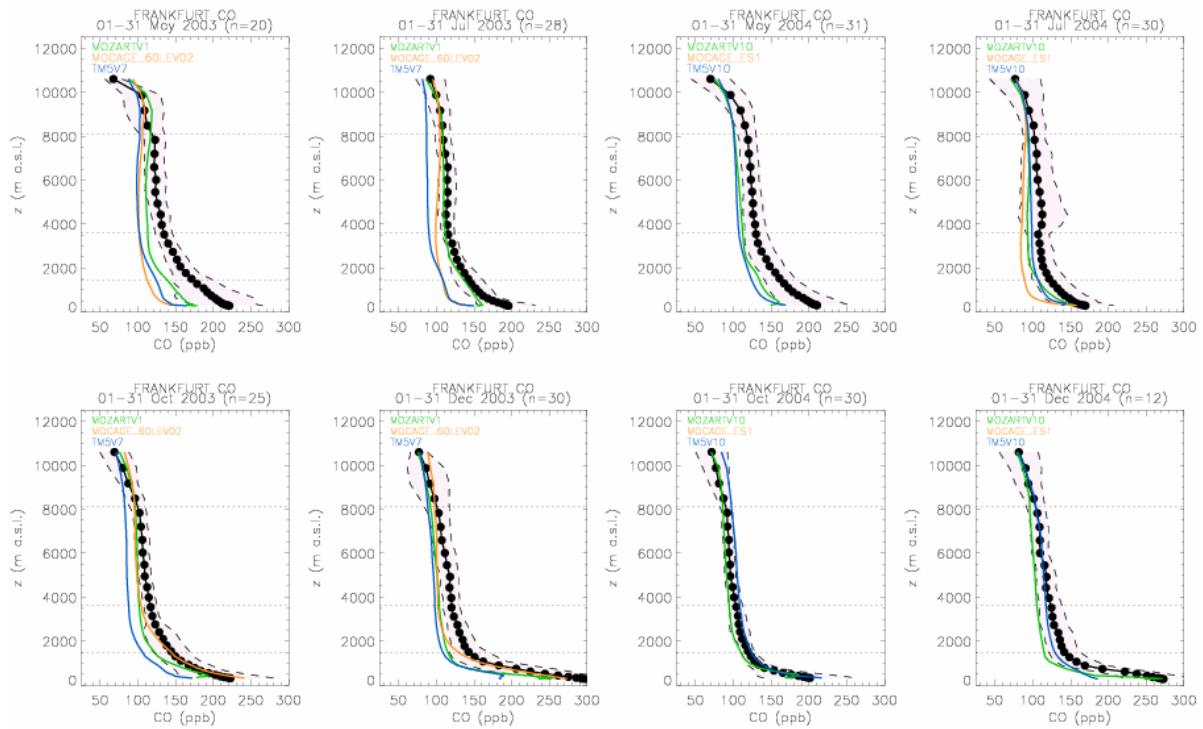 FRANKFURT CO
01-31 May 2003 (n=20)
12000
10000
8000
6000
4000
2000
0
z (m a.s.l.)
MOZARTV1
MOCAGE_60LEV02
TM5V7
50 100 150 200 250 300
CO (ppb)
FRANKFURT CO
01-31 Jul 2003 (n=28)
12000
10000
8000
6000
4000
2000
0
z (m a.s.l.)
MOZARTV1
MOCAGE_60LEV02
TM5V7
50 100 150 200 250 300
CO (ppb)
FRANKFURT CO
01-31 May 2004 (n=31)
12000
10000
8000
6000
4000
2000
0
z (m a.s.l.)
MOZARTV10
MOCAGE_ES1
TM5V10
50 100 150 200 250 300
CO (ppb)
FRANKFURT CO
01-31 Jul 2004 (n=30)
12000
10000
8000
6000
4000
2000
0
z (m a.s.l.)
MOZARTV10
MOCAGE_ES1
TM5V10
50 100 150 200 250 300
CO (ppb)
FRANKFURT CO
01-31 Oct 2003 (n=25)
12000
10000
8000
6000
4000
2000
0
z (m a.s.l.)
MOZARTV1
MOCAGE_60LEV02
TM5V7
50 100 150 200 250 300
CO (ppb)
FRANKFURT CO
01-31 Dec 2003 (n=30)
12000
10000
8000
6000
4000
2000
0
z (m a.s.l.)
MOZARTV1
MOCAGE_60LEV02
TM5V7
50 100 150 200 250 300
CO (ppb)
FRANKFURT CO
01-31 Oct 2004 (n=30)
12000
10000
8000
6000
4000
2000
0
z (m a.s.l.)
MOZARTV10
MOCAGE_ES1
TM5V10
50 100 150 200 250 300
CO (ppb)
FRANKFURT CO
01-31 Dec 2004 (n=12)
12000
10000
8000
6000
4000
2000
0
z (m a.s.l.)
MOZARTV10
MOCAGE_ES1
TM5V10
50 100 150 200 250 300
CO (ppb)